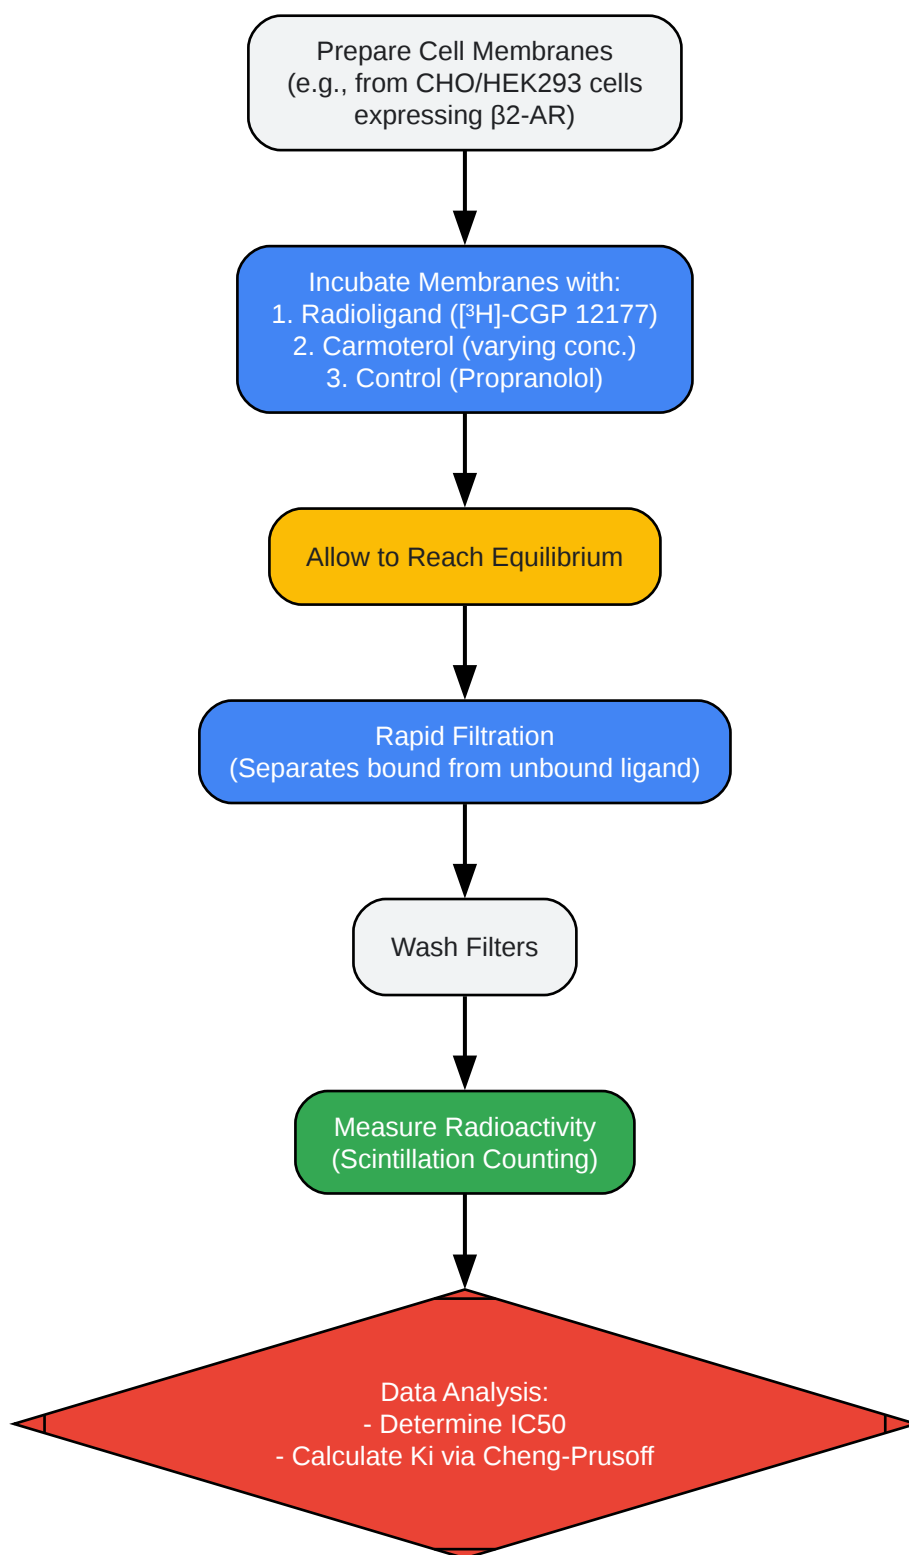 Prepare Cell Membranes
(e.g., from CHO/HEK293 cells
expressing β2-AR)
Incubate Membranes with:
1. Radioligand ([³H]-CGP 12177)
2. Carmoterol (varying conc.)
3. Control (Propranolol)
Allow to Reach Equilibrium
Rapid Filtration
(Separates bound from unbound ligand)
Wash Filters
Measure Radioactivity
(Scintillation Counting)
Data Analysis:
- Determine IC50
- Calculate Ki via Cheng-Prusoff